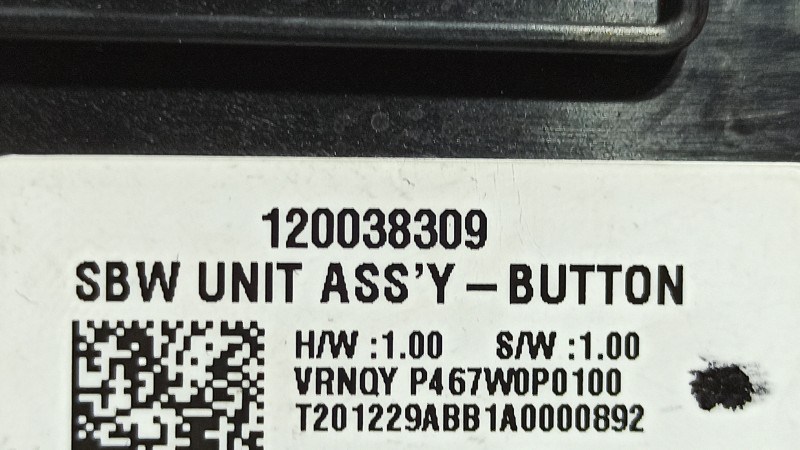 120038309
SBW UNIT ASS'Y – BUTTON
H/W :1.00 S/W :1.00
VRNQY P467W0P0100
T201229ABB1A0000892